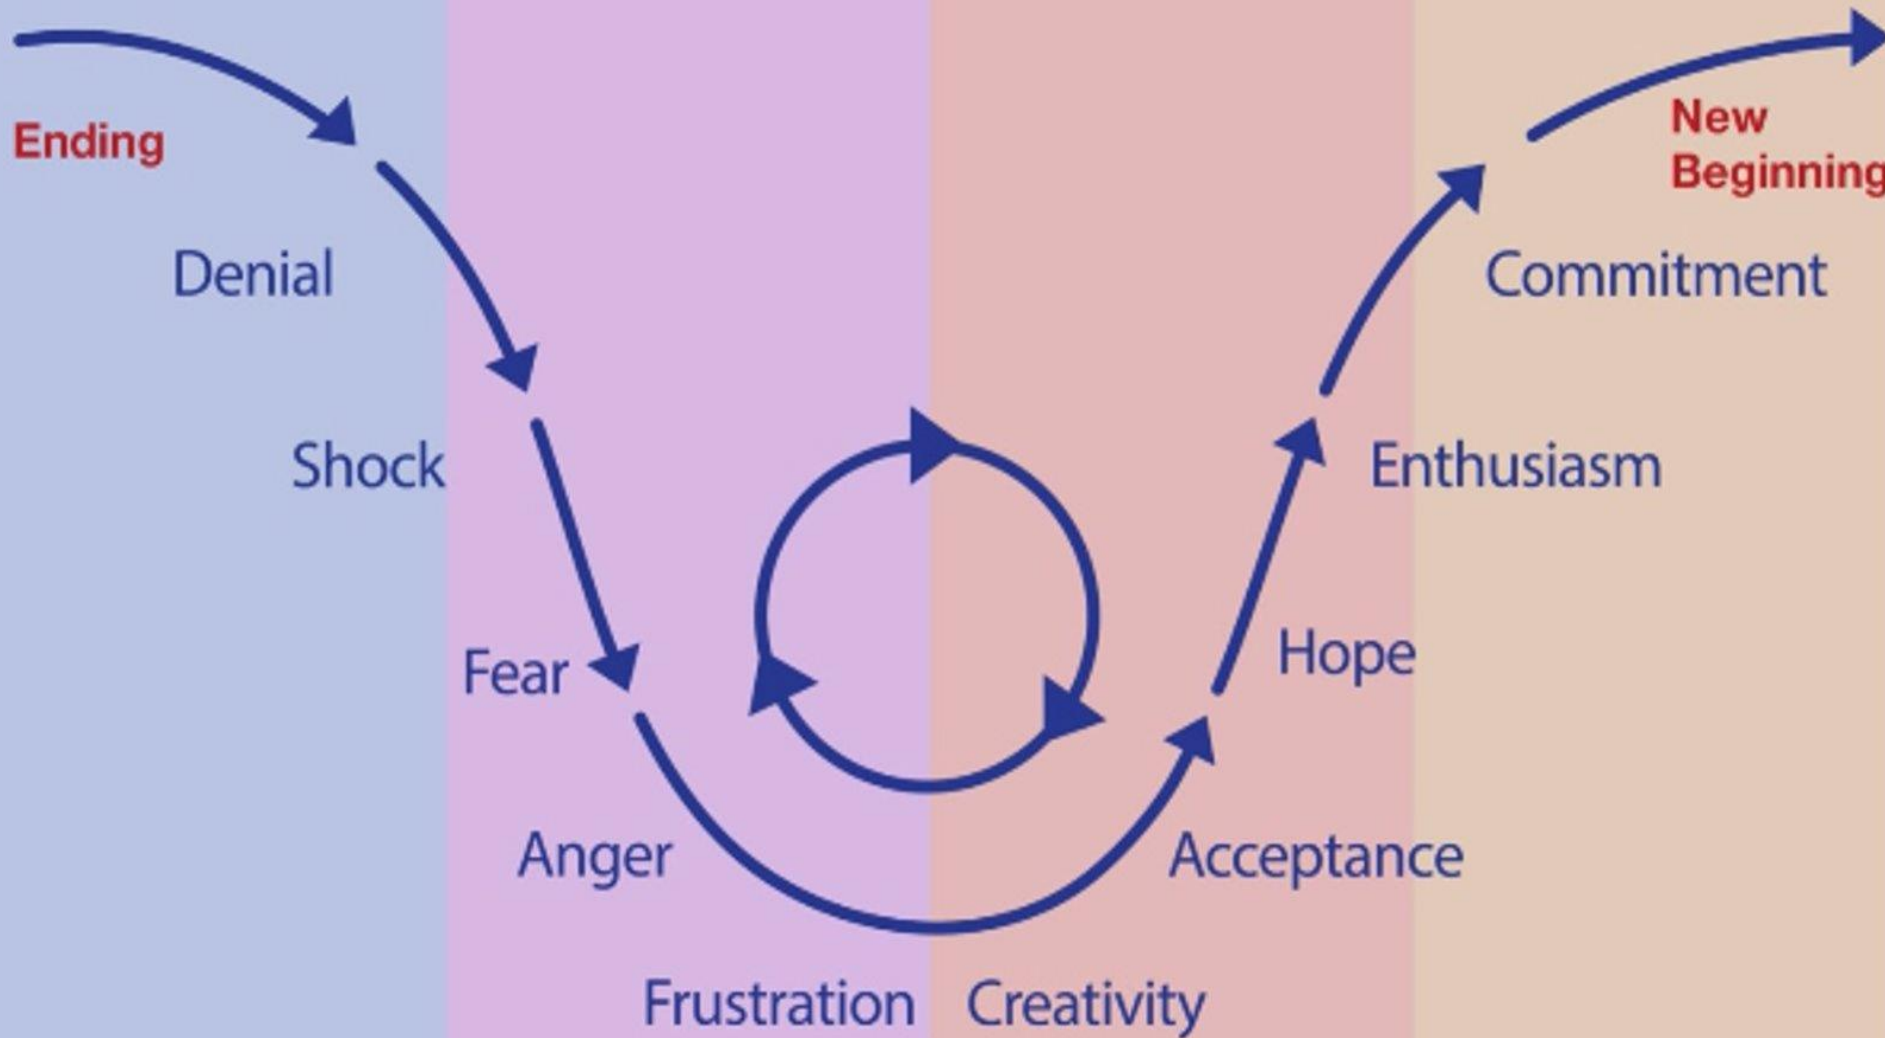 Ending
New
Beginning
Denial
Commitment
Shock
Enthusiasm
Fear
Hope
Anger
Acceptance
Frustration
Creativity